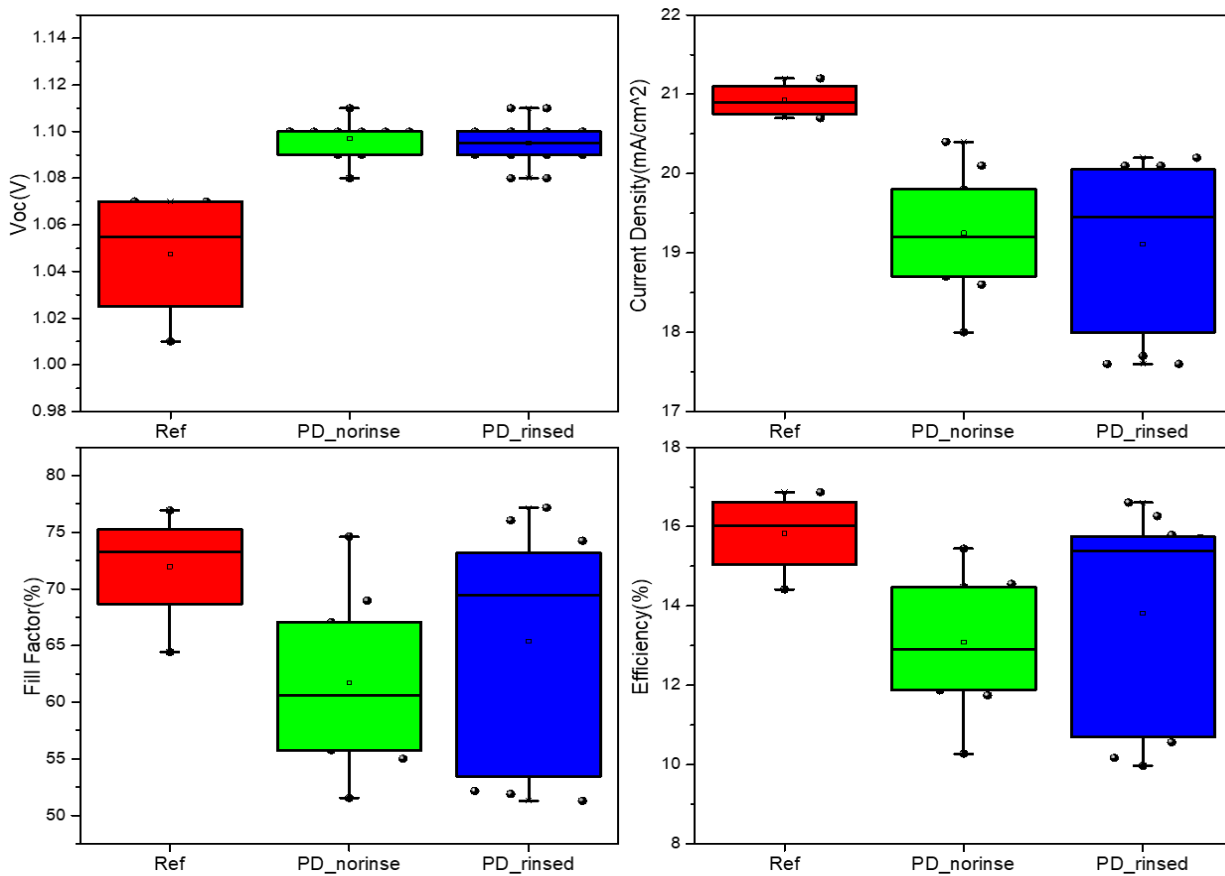 1.14
1.12
1.10
1.08
1.06
1.04
1.02
1.00
0.98
Voc(V)
Ref
PD_norinse
PD_rinsed
22
21
20
19
18
17
Current Density(mA/cm^2)
Ref
PD_norinse
PD_rinsed
80
75
70
65
60
55
50
Fill Factor(%)
Ref
PD_norinse
PD_rinsed
18
16
14
12
10
8
Efficiency(%)
Ref
PD_norinse
PD_rinsed